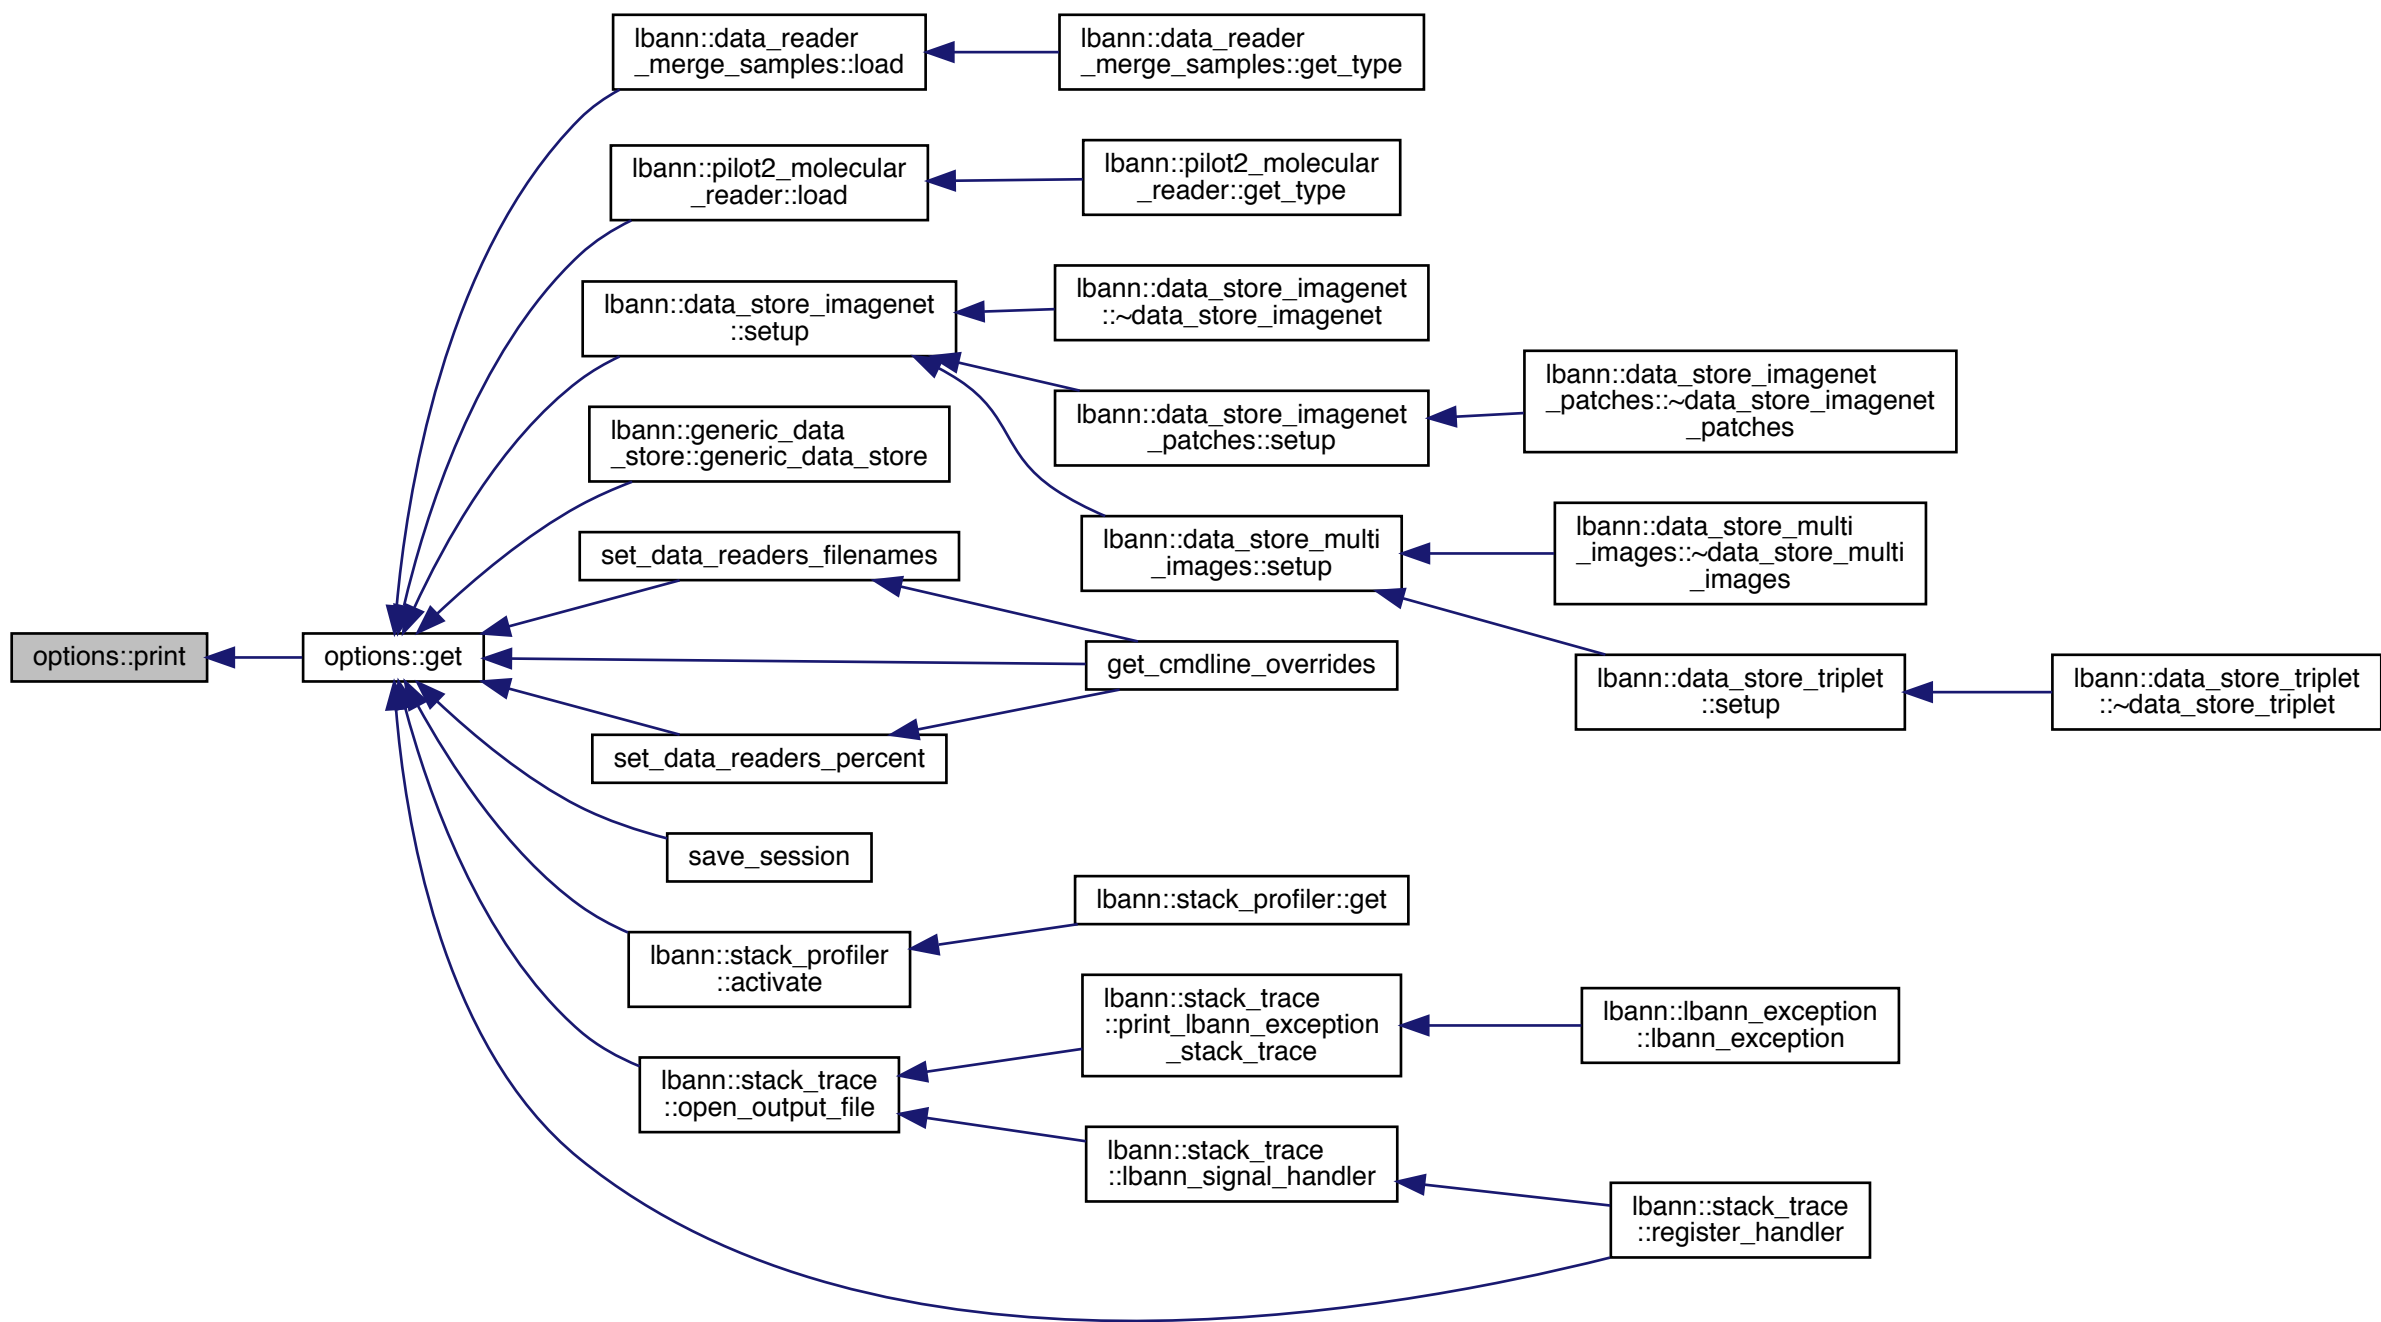 lbann::data_reader
_merge_samples::load
lbann::data_reader
_merge_samples::get_type
lbann::pilot2_molecular
_reader::load
lbann::pilot2_molecular
_reader::get_type
lbann::data_store_imagenet
::setup
lbann::data_store_imagenet
::~data_store_imagenet
lbann::data_store_imagenet
_patches::setup
lbann::data_store_imagenet
_patches::~data_store_imagenet
_patches
lbann::generic_data
_store::generic_data_store
set_data_readers_filenames
lbann::data_store_multi
_images::setup
lbann::data_store_multi
_images::~data_store_multi
_images
options::print
options::get
get_cmdline_overrides
lbann::data_store_triplet
::setup
lbann::data_store_triplet
::~data_store_triplet
set_data_readers_percent
save_session
lbann::stack_profiler::get
lbann::stack_profiler
::activate
lbann::stack_trace
::print_lbann_exception
_stack_trace
lbann::lbann_exception
::lbann_exception
lbann::stack_trace
::open_output_file
lbann::stack_trace
::lbann_signal_handler
lbann::stack_trace
::register_handler